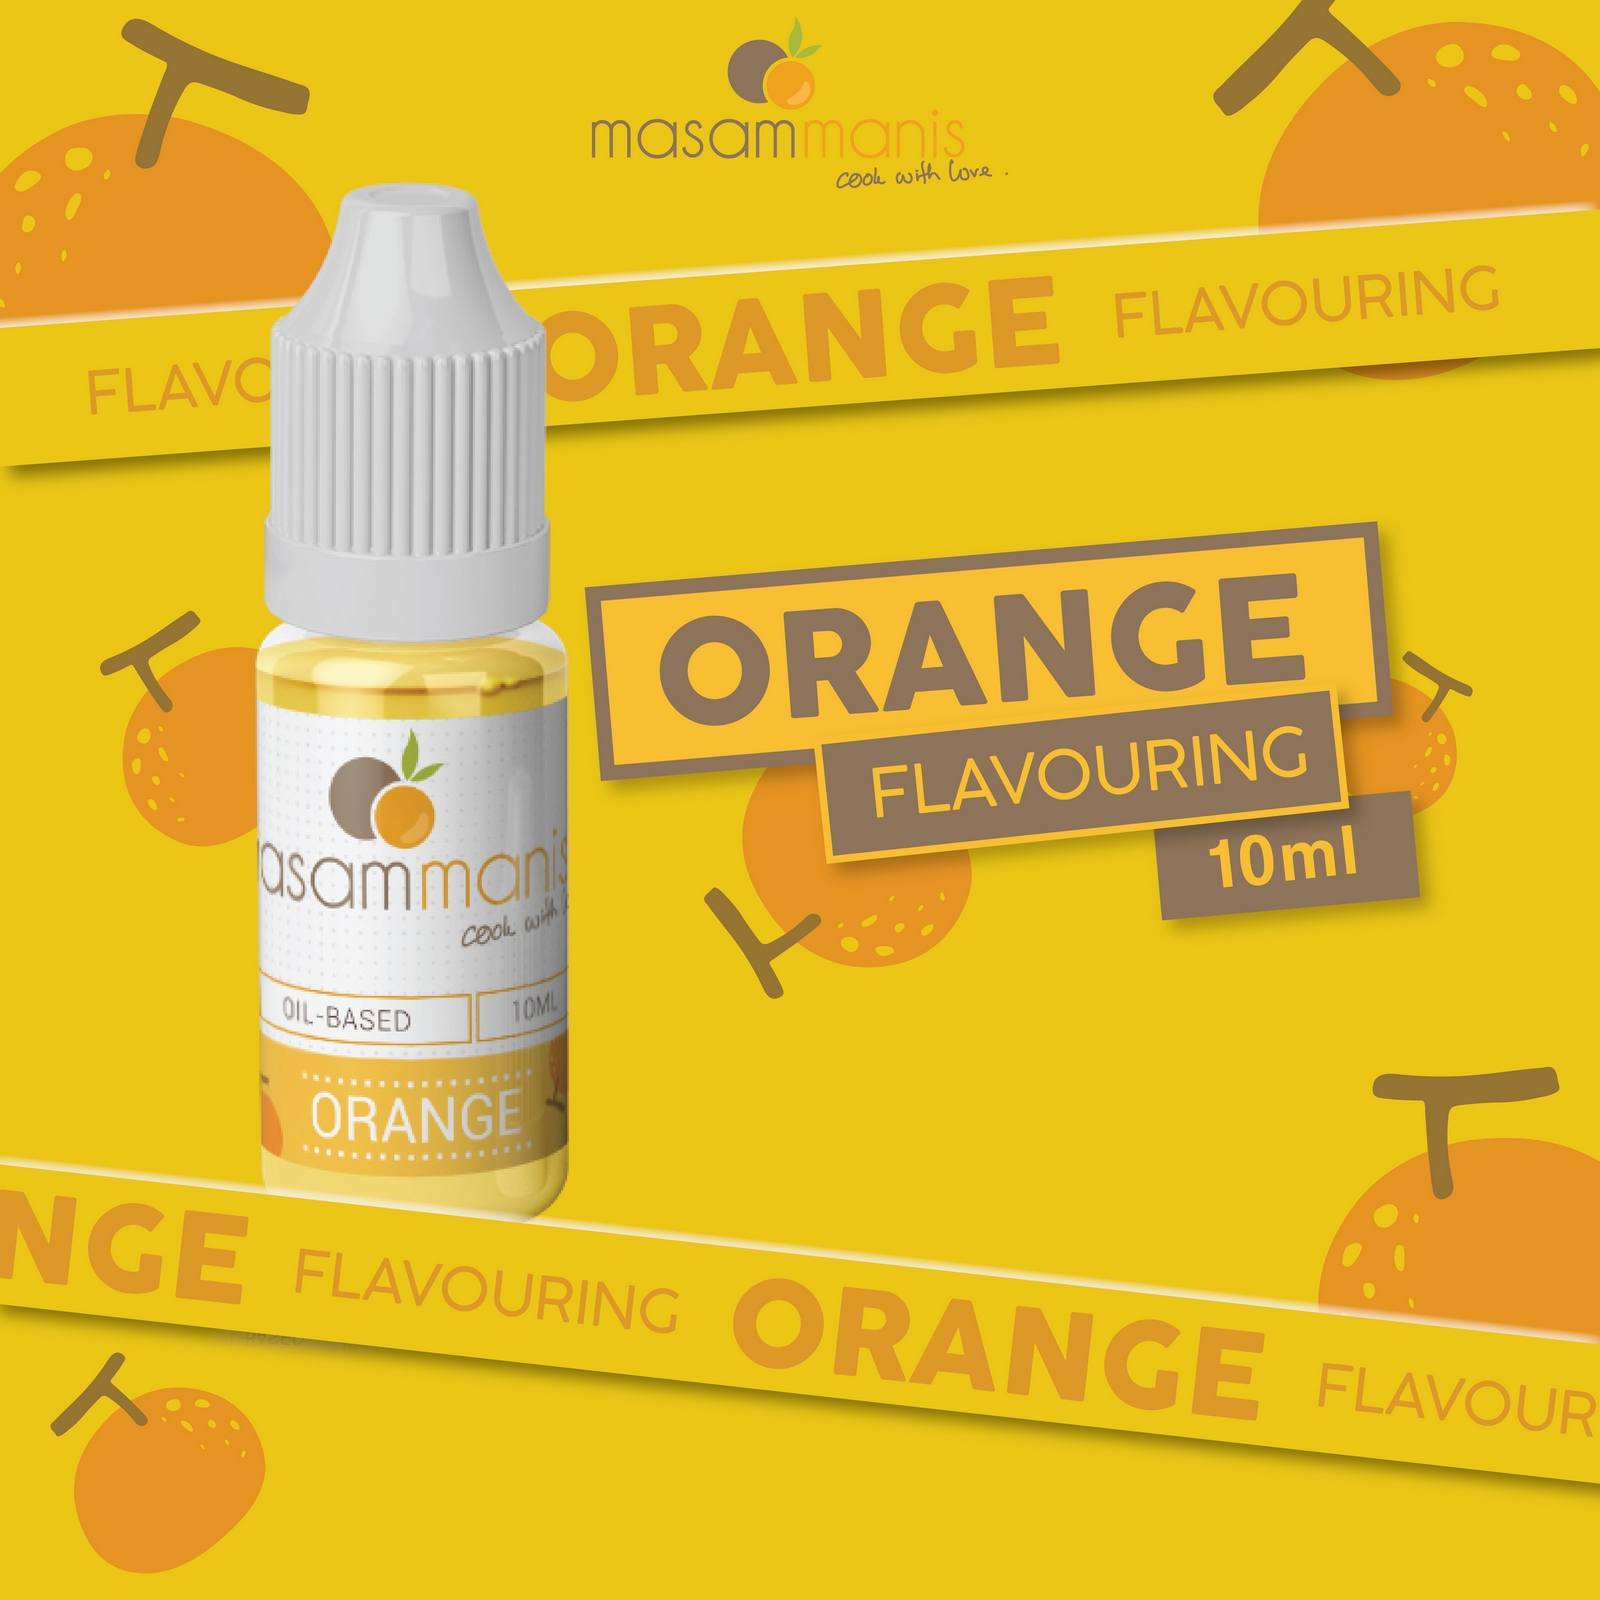 masammanis
cook with love.
FLAVO
ORANGE FLAVOURING
ORANGE
FLAVOURING
10ml
asammanis
cook with
OIL-BASED
10ML
ORANGE
NGE FLAVOURING ORANGE FLAVOUR